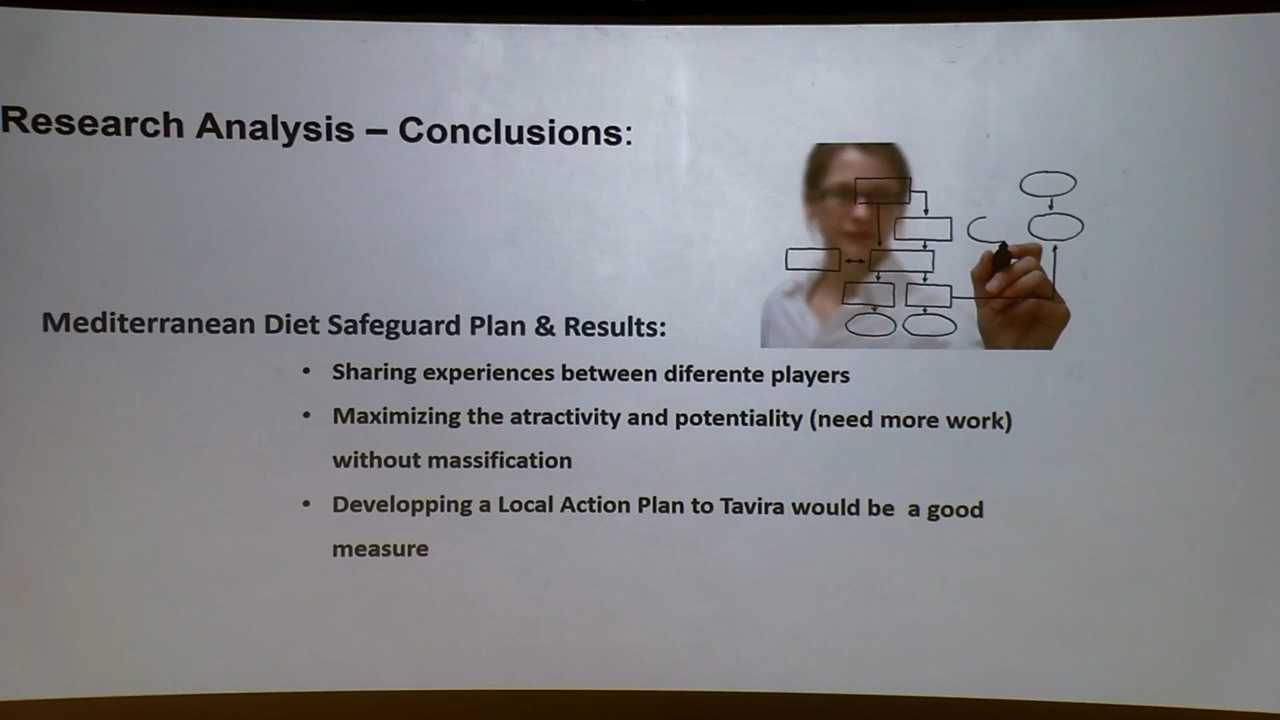 Research Analysis – Conclusions:
Mediterranean Diet Safeguard Plan & Results:
• Sharing experiences between diferente players
• Maximizing the atractivity and potentiality (need more work)
without massification
• Developping a Local Action Plan to Tavira would be a good
measure